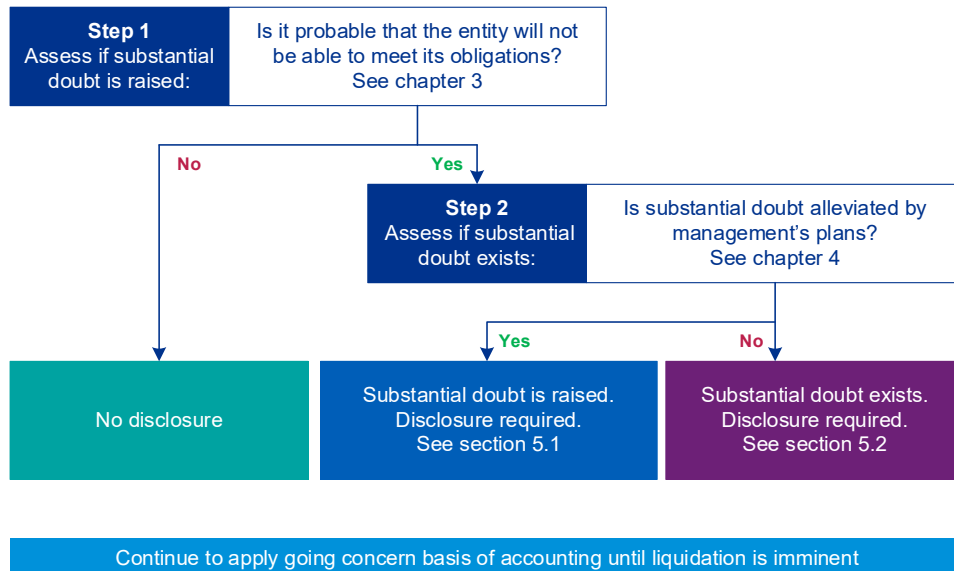 Step 1
Assess if substantial
doubt is raised:
Is it probable that the entity will not
be able to meet its obligations?
See chapter 3
No
Yes
Step 2
Assess if substantial
doubt exists:
Is substantial doubt alleviated by
management's plans?
See chapter 4
Yes
No
No disclosure
Substantial doubt is raised.
Disclosure required.
See section 5.1
Substantial doubt exists.
Disclosure required.
See section 5.2
Continue to apply going concern basis of accounting until liquidation is imminent